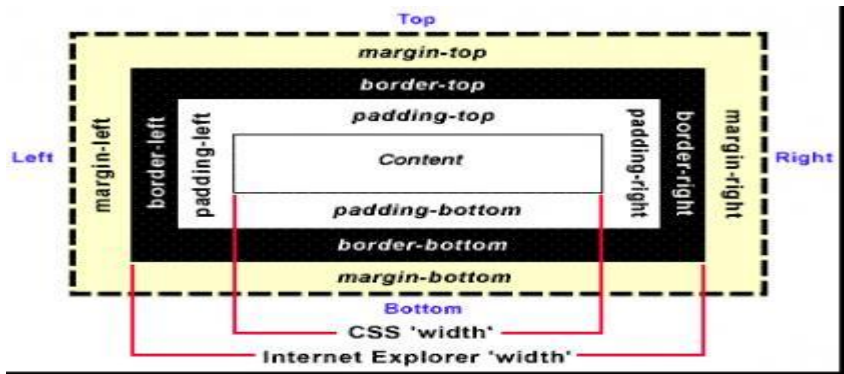 Top
margin-top
border-top
padding-top
Left
margin-left
border-left
padding-left
Content
padding-right
border-right
margin-right
Right
padding-bottom
border-bottom
margin-bottom
Bottom
CSS 'width'
Internet Explorer 'width'